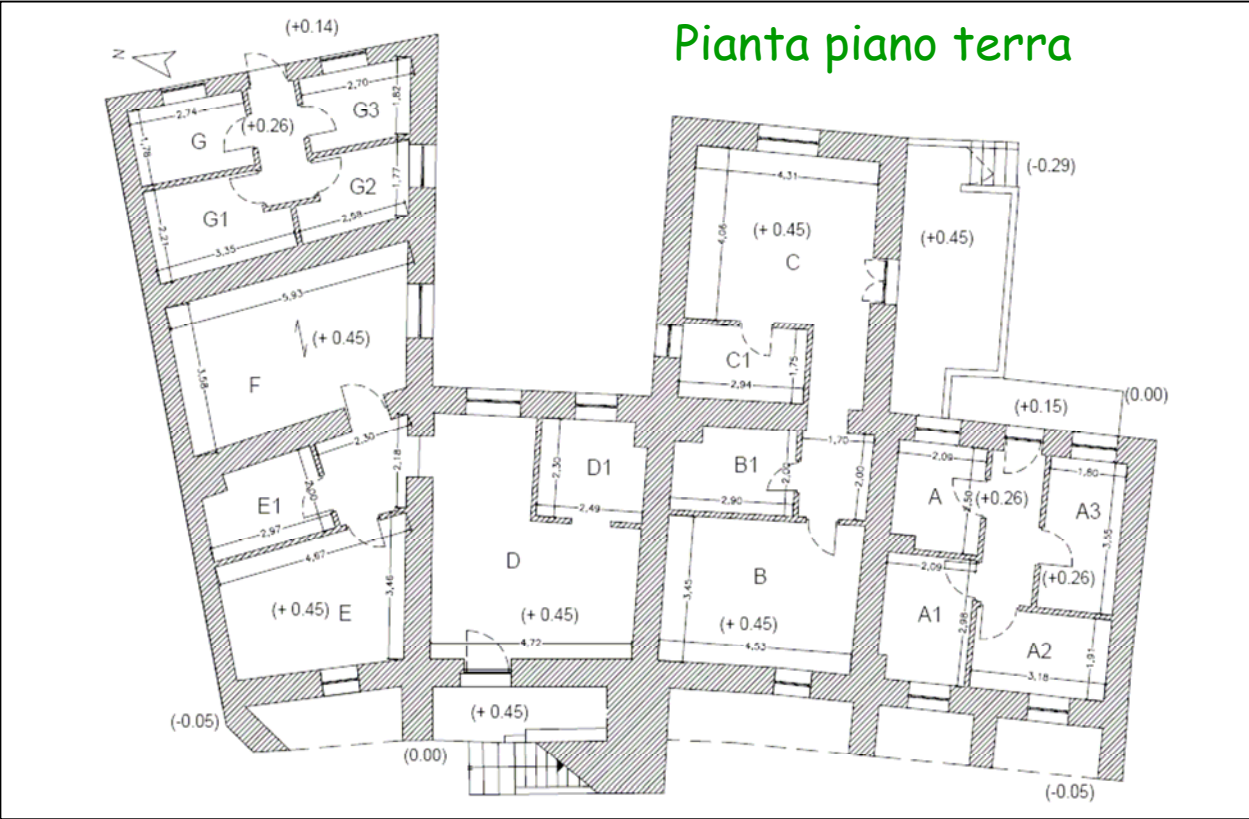 Pianta piano terra
(+0.14)
N
2,74
2,70
1,82
G3
G
(+0.26)
1,78
G2
1,77
G1
2,58
2,21
3,35
5,93
(+ 0.45)
F
3,58
4,31
(-0.29)
4,06
(+ 0.45)
(+0.45)
C
C1
1,75
2,94
(0.00)
(+0.15)
2,30
2,18
E1
2,00
2,97
4,67
D1
2,30
2,49
B1
2,00
2,90
1,70
2,00
2,09
A
2,50
(+0.26)
1,80
A3
3,55
D
3,46
(+ 0.45)
E
(+ 0.45)
4,72
B
3,45
(+ 0.45)
4,53
2,09
(+0.26)
A1
2,98
A2
1,91
3,18
(-0.05)
(+ 0.45)
(0.00)
(-0.05)